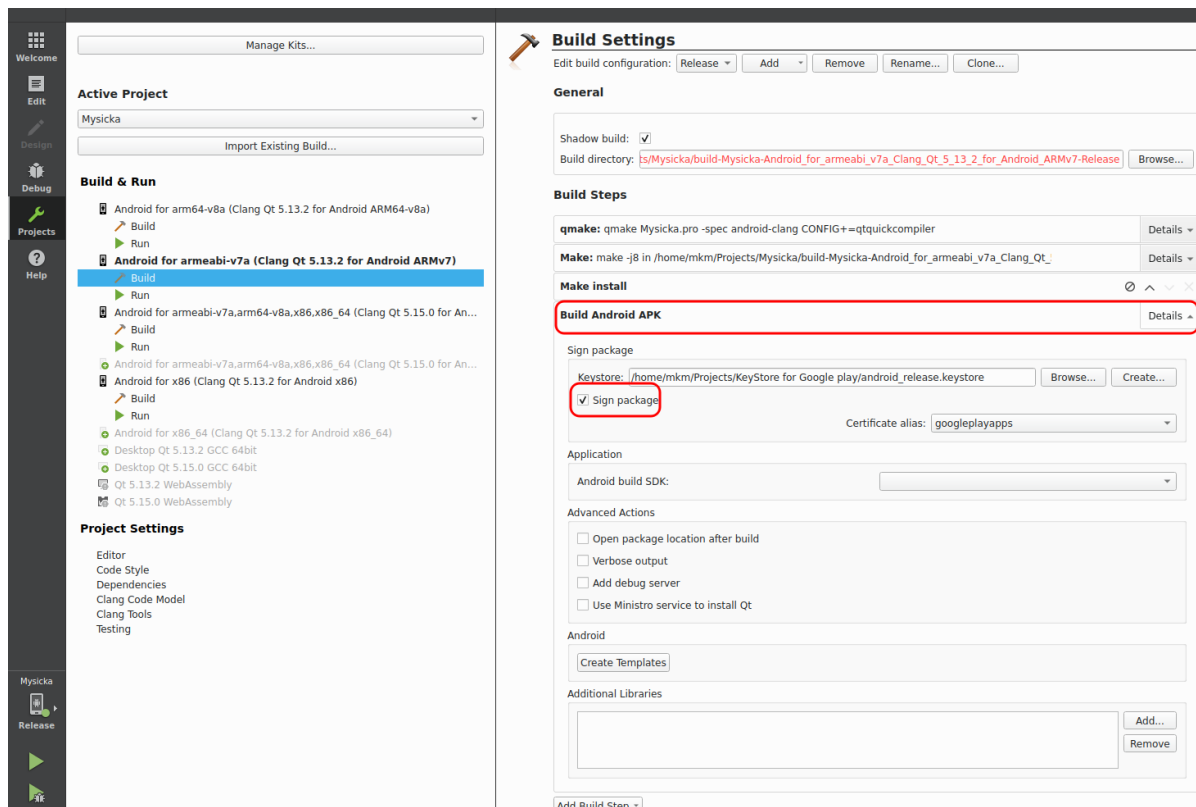 Welcome
Edit
Design
Debug
Projects
Help
Mysicka
Release
Manage Kits...
Active Project
Mysicka
Import Existing Build...
Build & Run
Android for arm64-v8a (Clang Qt 5.13.2 for Android ARM64-v8a)
Build
Run
Android for armeabi-v7a (Clang Qt 5.13.2 for Android ARMv7)
Build
Run
Android for armeabi-v7a,arm64-v8a,x86,x86_64 (Clang Qt 5.15.0 for An...
Build
Run
Android for armeabi-v7a,arm64-v8a,x86,x86_64 (Clang Qt 5.15.0 for An...
Android for x86 (Clang Qt 5.13.2 for Android x86)
Build
Run
Android for x86_64 (Clang Qt 5.13.2 for Android x86_64)
Desktop Qt 5.13.2 GCC 64bit
Desktop Qt 5.15.0 GCC 64bit
Qt 5.13.2 WebAssembly
Qt 5.15.0 WebAssembly
Project Settings
Editor
Code Style
Dependencies
Clang Code Model
Clang Tools
Testing
Build Settings
Edit build configuration: Release Add Remove Rename... Clone...
General
Shadow build:
Build directory: ts/Mysicka/build-Mysicka-Android_for_armeabi_v7a_Clang_Qt_5_13_2_for_Android_ARMv7-Release Browse...
Build Steps
qmake: qmake Mysicka.pro -spec android-clang CONFIG+=qtquickcompiler Details
Make: make -j8 in /home/mkm/Projects/Mysicka/build-Mysicka-Android_for_armeabi_v7a_Clang_Qt_ Details
Make install
Build Android APK Details
Sign package
Keystore: /home/mkm/Projects/KeyStore for Google play/android_release.keystore Browse... Create...
Sign package
Certificate alias: googleplayapps
Application
Android build SDK:
Advanced Actions
Open package location after build
Verbose output
Add debug server
Use Ministro service to install Qt
Android
Create Templates
Additional Libraries
Add...
Remove
Add Build Step